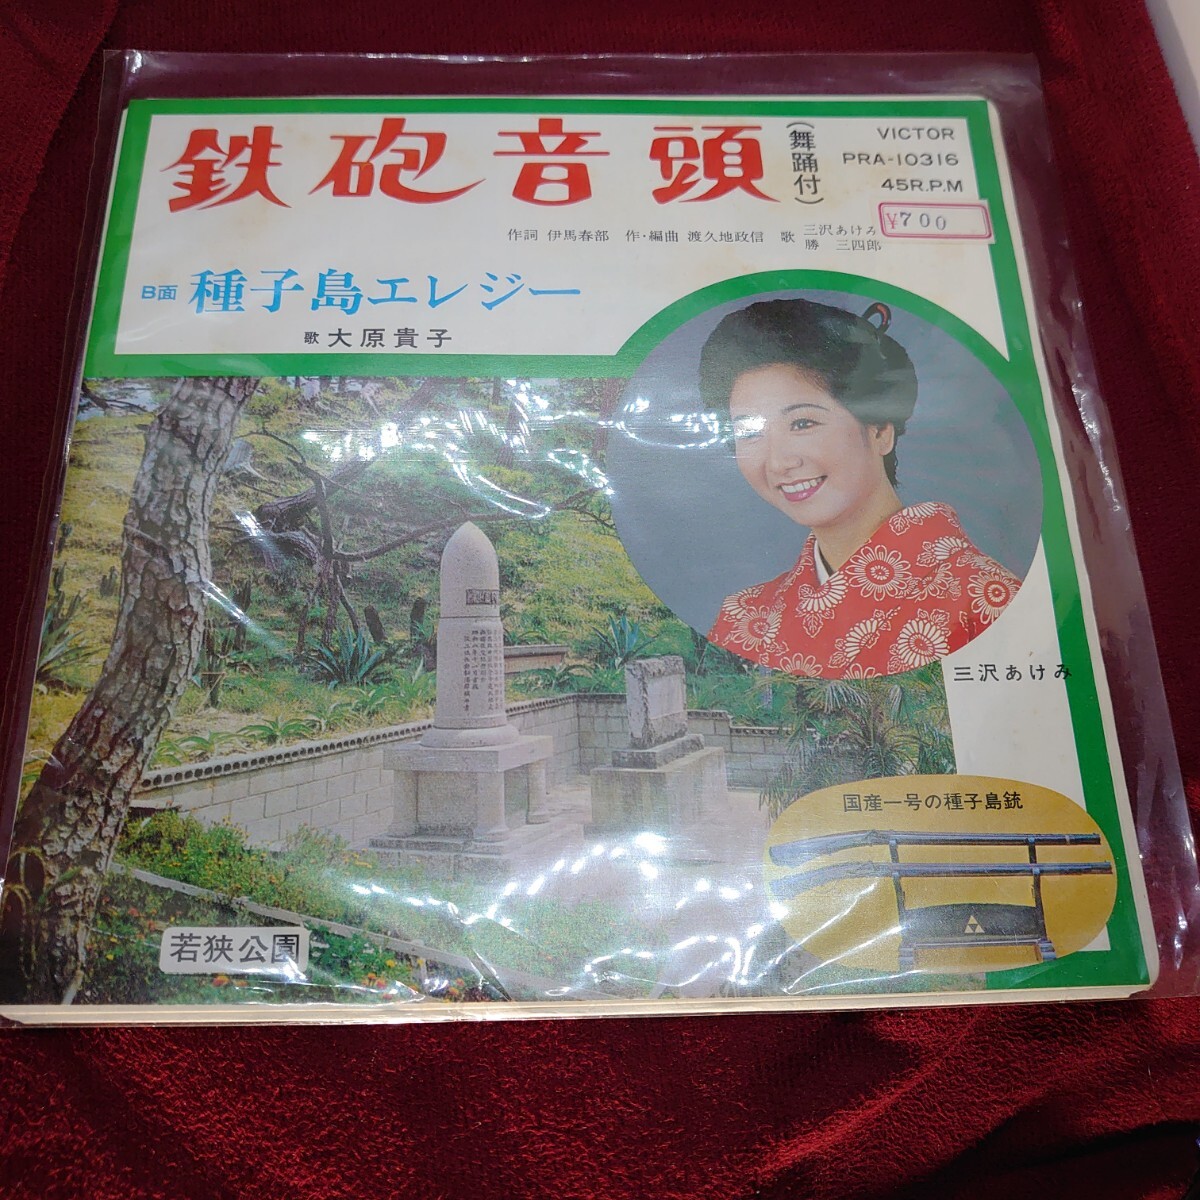 鉄砲音頭
(舞踊付)
VICTOR
PRA-10316
45R.P.M
¥700
作詞 伊馬春部 作・編曲 渡久地政信 歌 三沢あけみ
勝 三四郎
B面 種子島エレジー
歌 大原貴子
三沢あけみ
国産一号の種子島銃
若狭公園